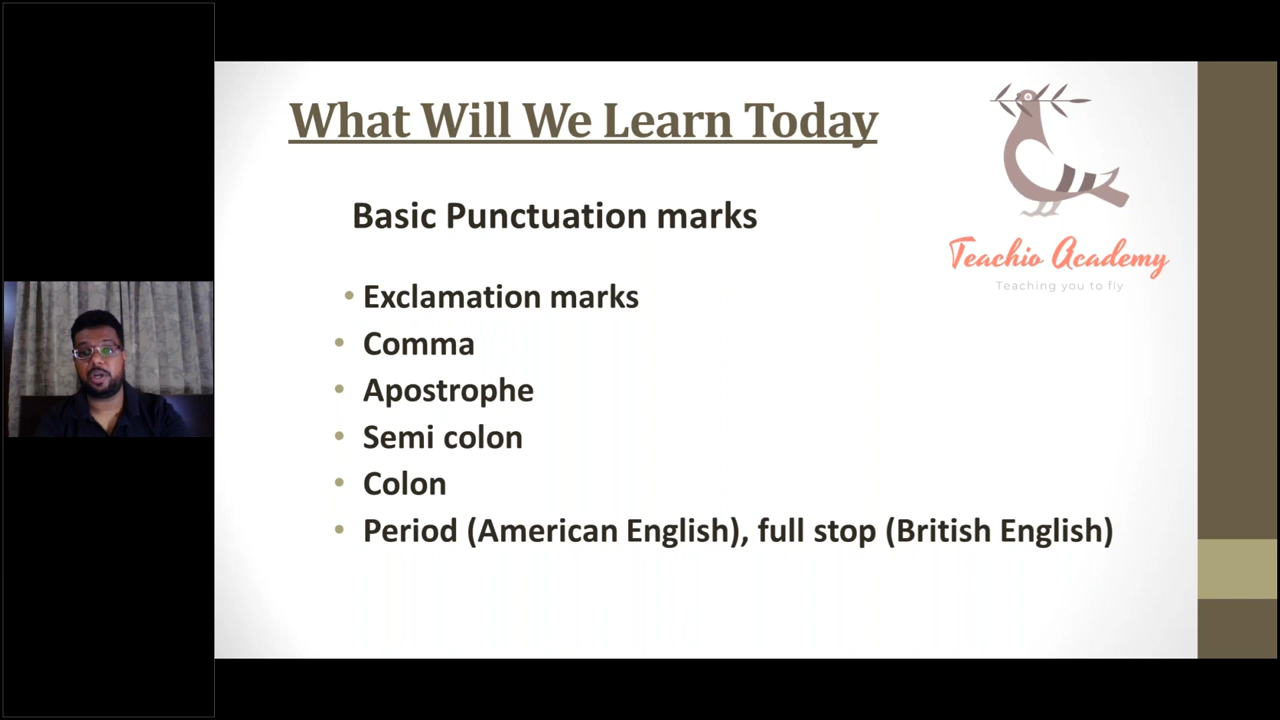 What Will We Learn Today
Basic Punctuation marks
• Exclamation marks
• Comma
• Apostrophe
• Semi colon
• Colon
• Period (American English), full stop (British English)
Teachio Academy
Teaching you to fly